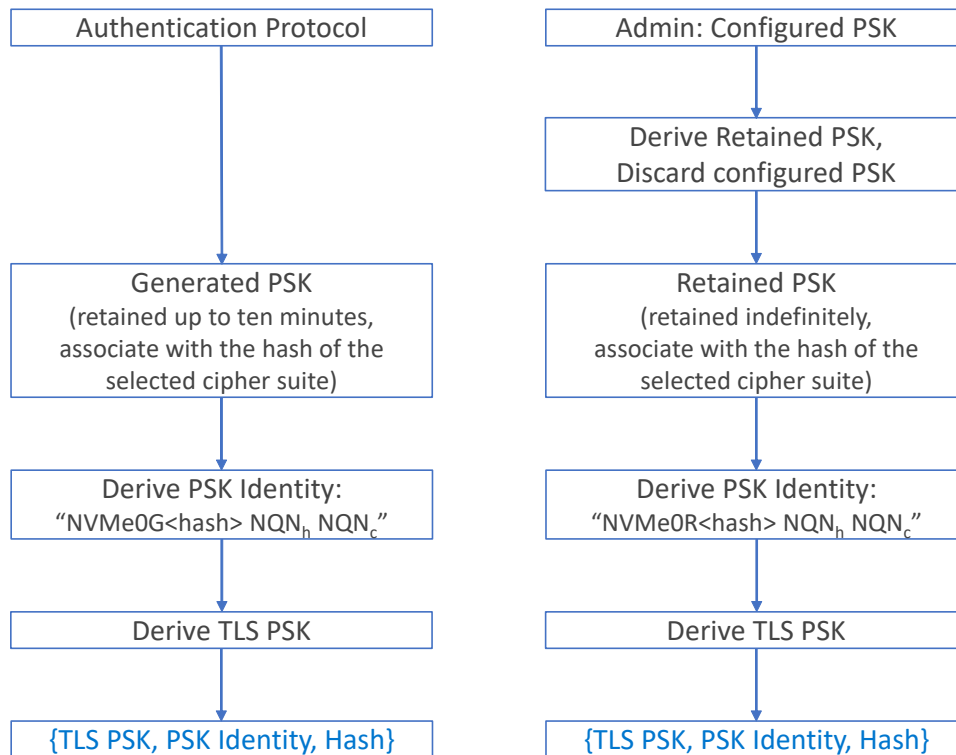 Authentication Protocol
Generated PSK
(retained up to ten minutes,
associate with the hash of the
selected cipher suite)
Derive PSK Identity:
“NVMe0G<hash> NQNh NQNc”
Derive TLS PSK
{TLS PSK, PSK Identity, Hash}
Admin: Configured PSK
Derive Retained PSK,
Discard configured PSK
Retained PSK
(retained indefinitely,
associate with the hash of the
selected cipher suite)
Derive PSK Identity:
“NVMe0R<hash> NQNh NQNc”
Derive TLS PSK
{TLS PSK, PSK Identity, Hash}